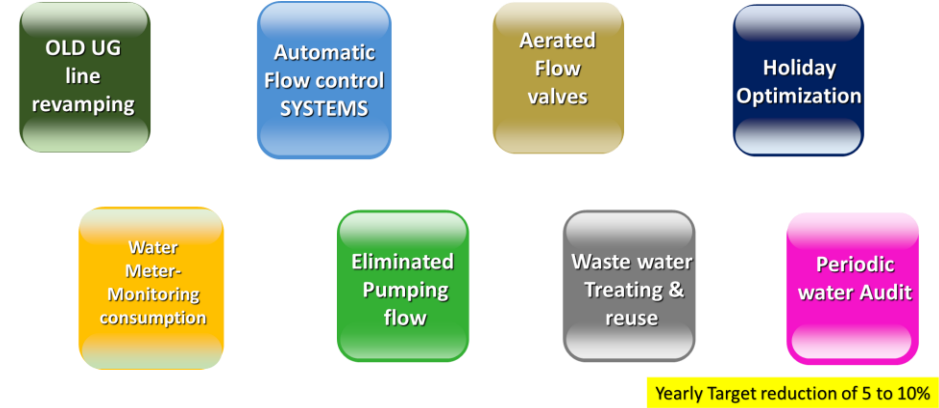 OLD UG
line
revamping
Automatic
Flow control
SYSTEMS
Aerated
Flow
valves
Holiday
Optimization
Water
Meter-
Monitoring
consumption
Eliminated
Pumping
flow
Waste water
Treating &
reuse
Periodic
water Audit
Yearly Target reduction of 5 to 10%